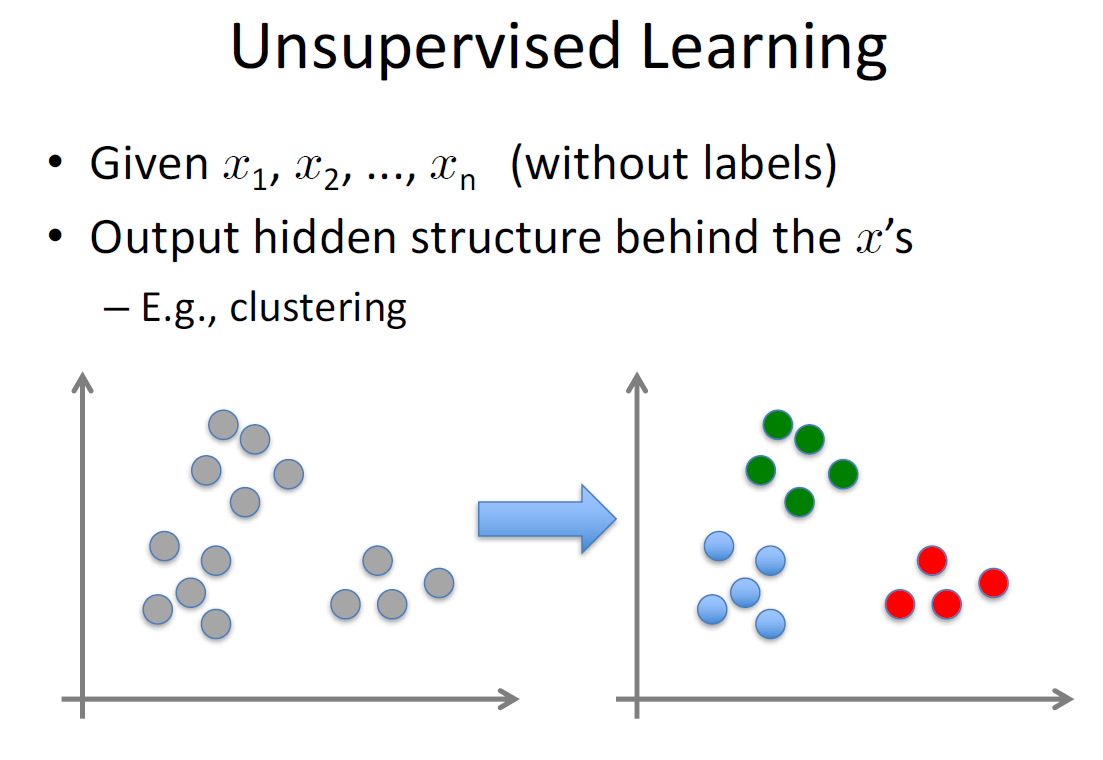 Unsupervised Learning
• Given x₁, x₂, ..., xₙ (without labels)
• Output hidden structure behind the x’s
– E.g., clustering